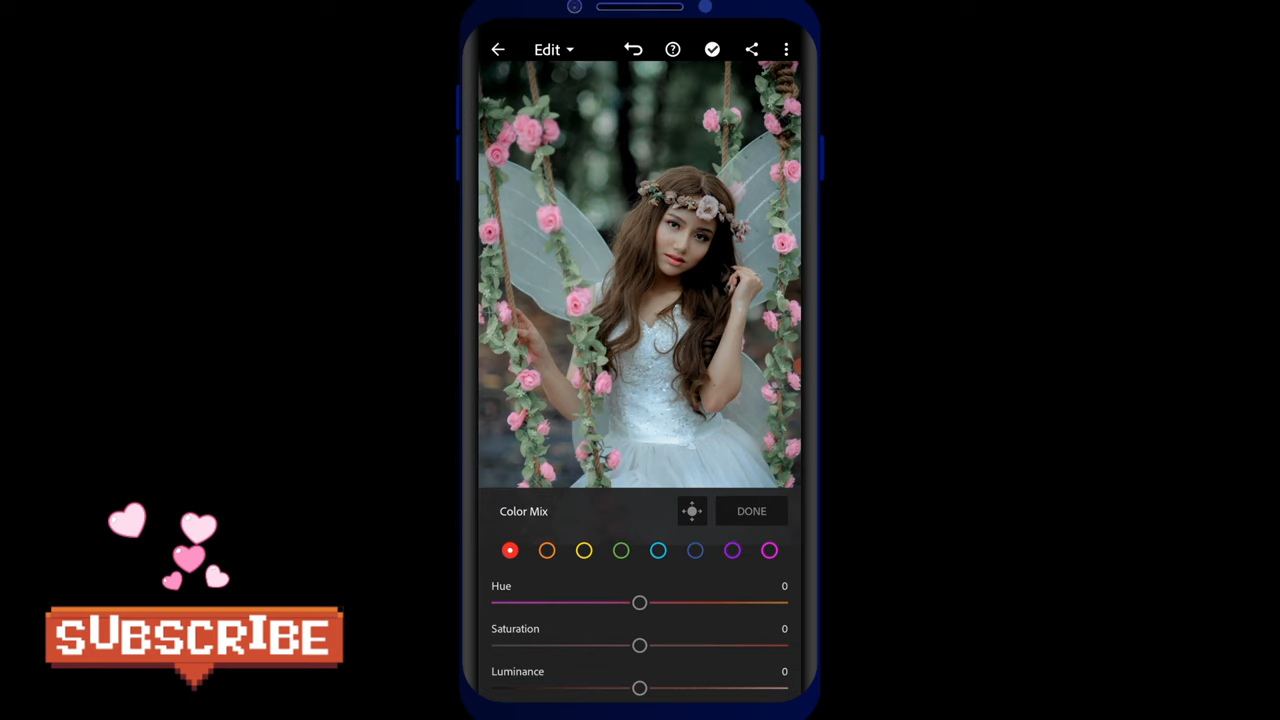 Edit
Color Mix
DONE
Hue 0
Saturation 0
Luminance 0
SUBSCRIBE